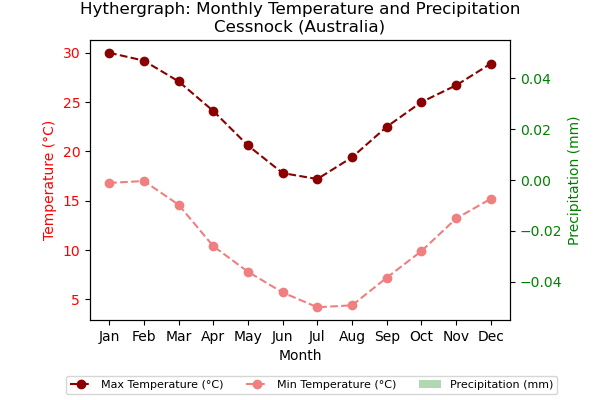 Hythergraph: Monthly Temperature and Precipitation
Cessnock (Australia)
30
25
20
15
10
5
Temperature (°C)
0.04
0.02
0.00
−0.02
−0.04
Precipitation (mm)
Jan Feb Mar Apr May Jun Jul Aug Sep Oct Nov Dec
Month
Max Temperature (°C) Min Temperature (°C) Precipitation (mm)